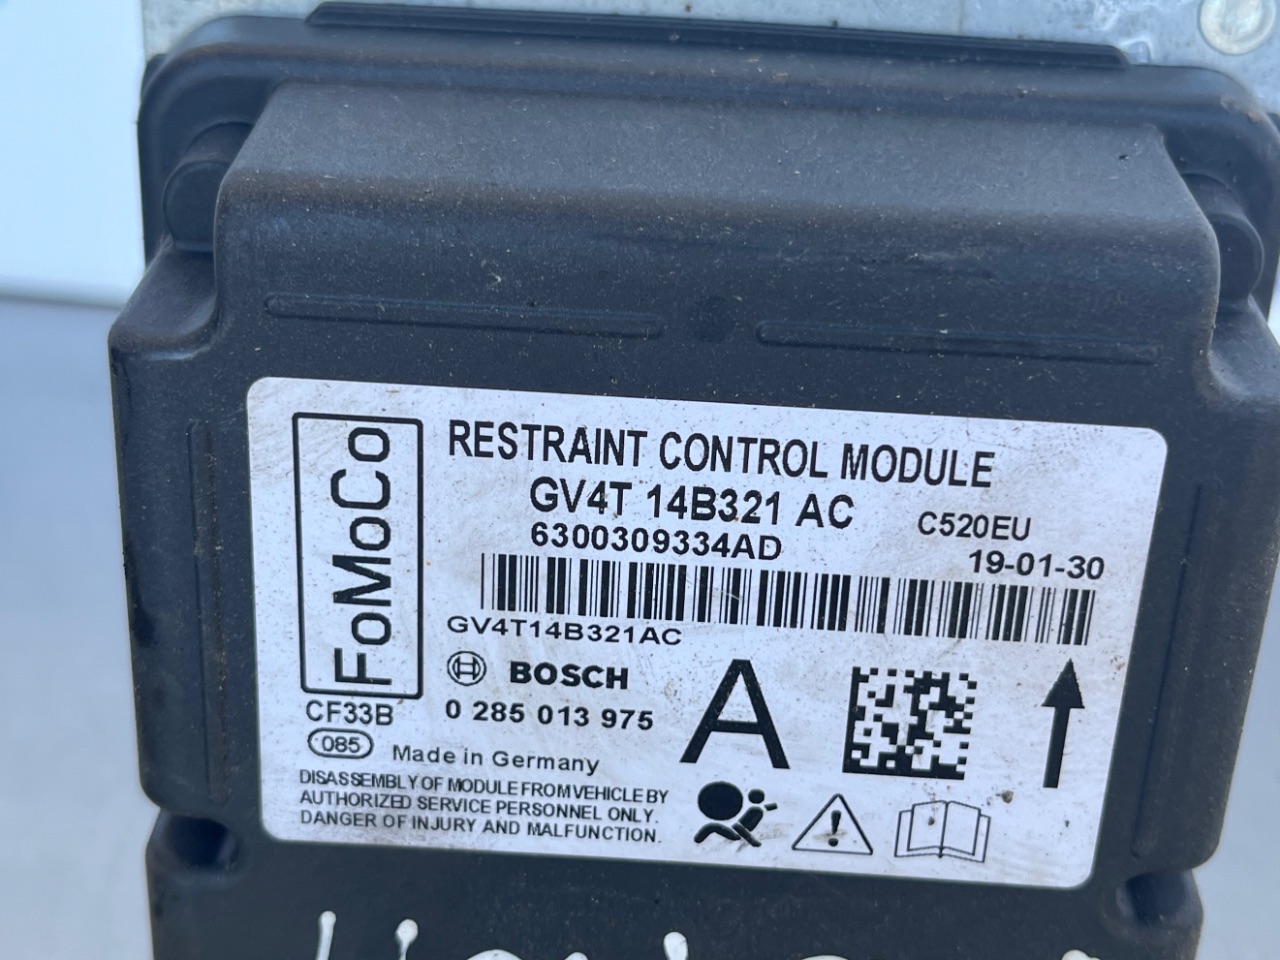 FoMoCo
RESTRAINT CONTROL MODULE
GV4T 14B321 AC
C520EU
6300309334AD
19-01-30
GV4T14B321AC
BOSCH
A
CF33B
0 285 013 975
085
Made in Germany
DISASSEMBLY OF MODULE FROM VEHICLE BY
AUTHORIZED SERVICE PERSONNEL ONLY.
DANGER OF INJURY AND MALFUNCTION.